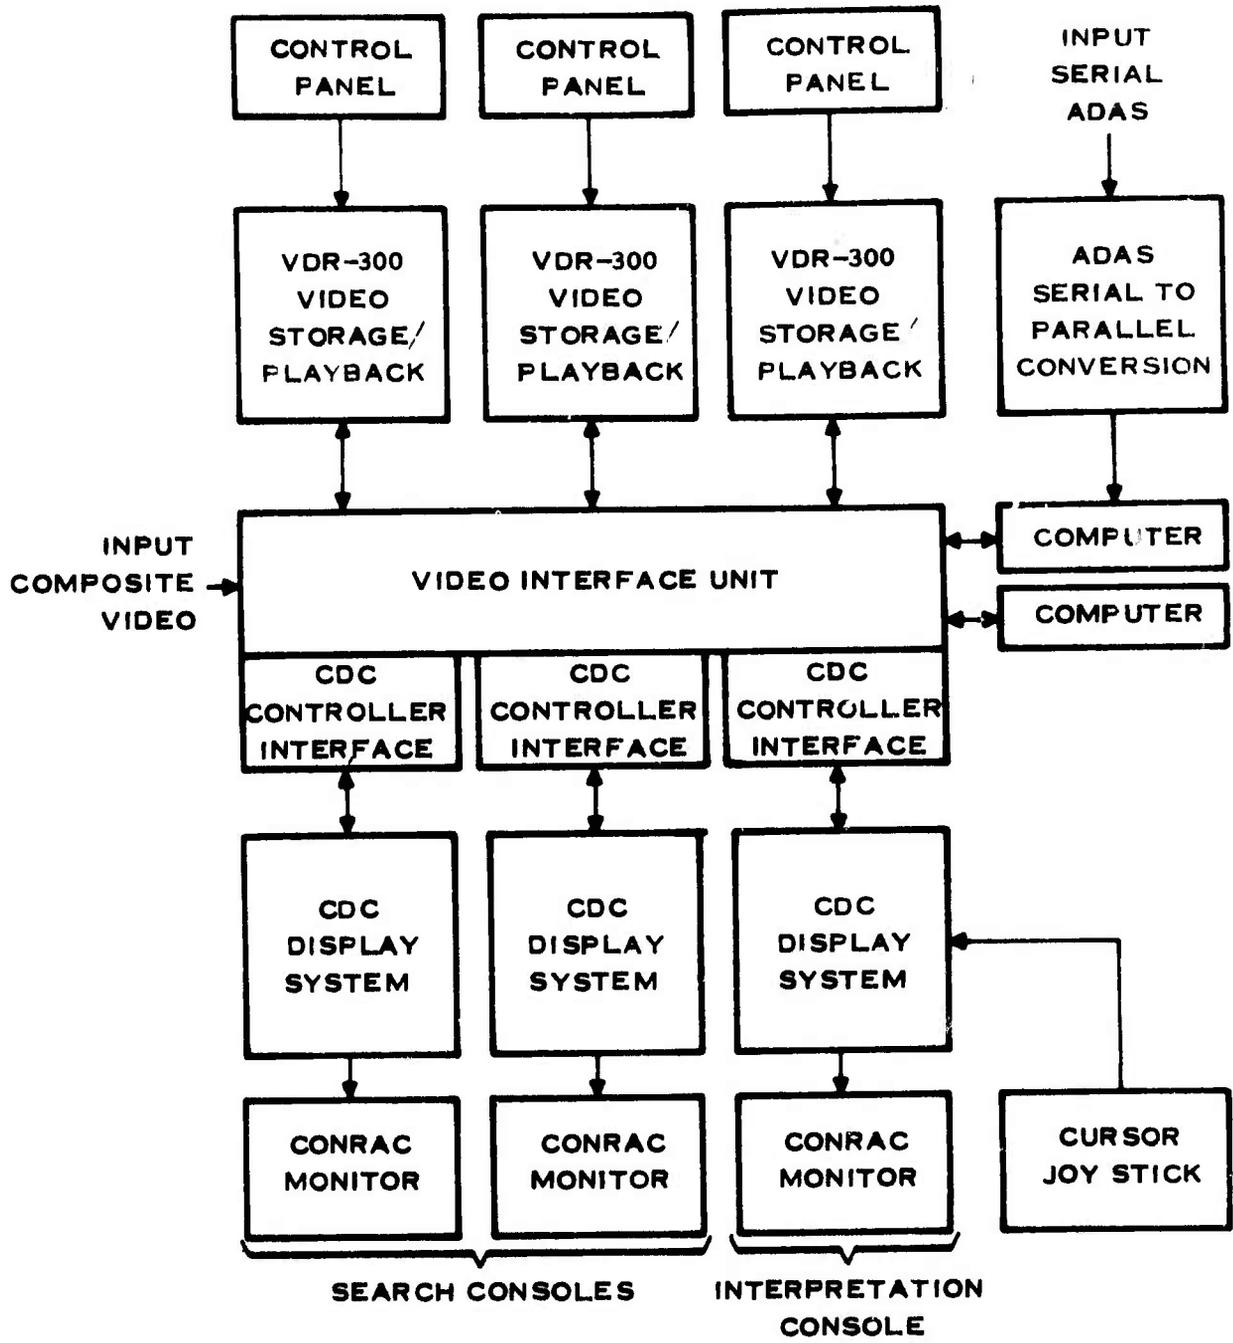 CONTROL
PANEL
CONTROL
PANEL
CONTROL
PANEL
INPUT
SERIAL
ADAS
VDR-300
VIDEO
STORAGE/
PLAYBACK
VDR-300
VIDEO
STORAGE/
PLAYBACK
VDR-300
VIDEO
STORAGE/
PLAYBACK
ADAS
SERIAL TO
PARALLEL
CONVERSION
INPUT
COMPOSITE
VIDEO
VIDEO INTERFACE UNIT
COMPUTER
COMPUTER
CDC
CONTROLLER
INTERFACE
CDC
CONTROLLER
INTERFACE
CDC
CONTROLLER
INTERFACE
CDC
DISPLAY
SYSTEM
CDC
DISPLAY
SYSTEM
CDC
DISPLAY
SYSTEM
CONRAC
MONITOR
CONRAC
MONITOR
CONRAC
MONITOR
CURSOR
JOY STICK
SEARCH CONSOLES
INTERPRETATION
CONSOLE